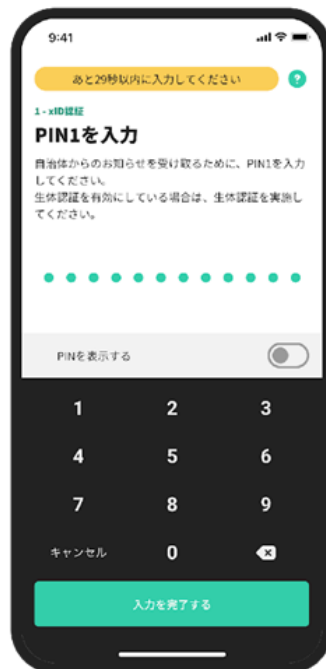 9:41
あと29秒以内に入力してください
?
1 - xID認証
PIN1を入力
自治体からのお知らせを受け取るために、PIN1を入力
してください。
生体認証を有効にしている場合は、生体認証を実施し
てください。
PINを表示する
1 2 3
4 5 6
7 8 9
キャンセル 0
入力を完了する